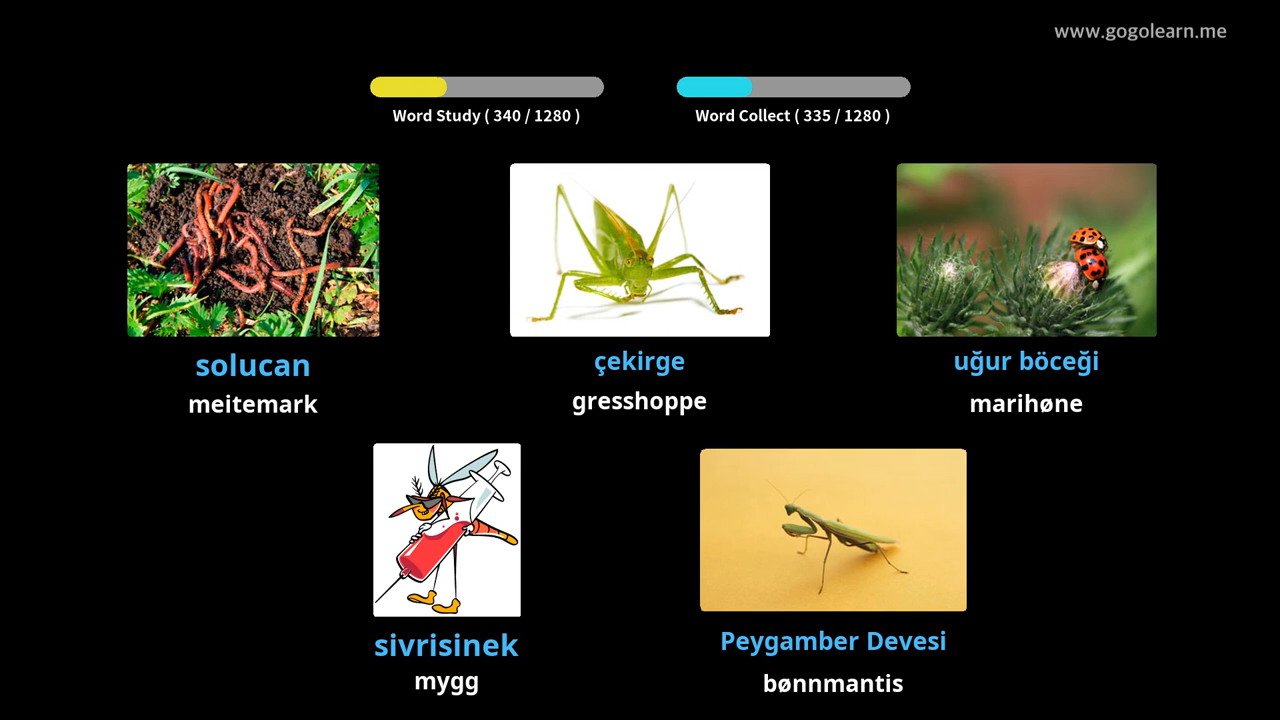 www.gogolearn.me
Word Study ( 340 / 1280 )
Word Collect ( 335 / 1280 )
solucan
meitemark
çekirge
gresshoppe
uğur böceği
marihøne
sivrisinek
mygg
Peygamber Devesi
bønnmantis